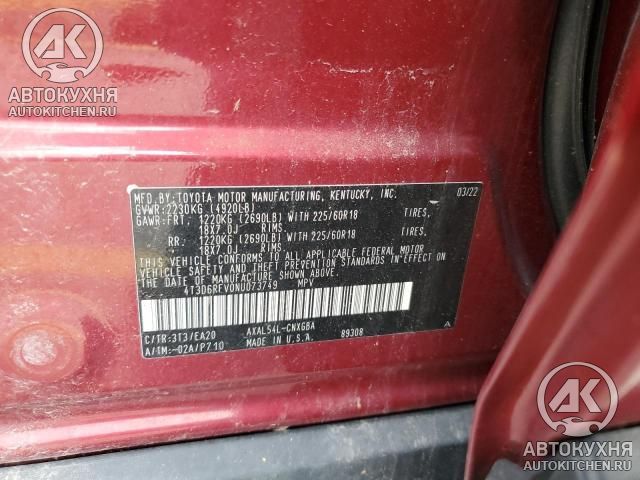 АК
АВТОКУХНЯ
AUTOKITCHEN.RU
MFD. BY: TOYOTA MOTOR MANUFACTURING, KENTUCKY, INC. 03/22
GVWR: 2230KG (4920LB)
GAWR: FRT. 1220KG (2690LB) WITH 225/60R18 TIRES,
18X7.0J RIMS
RR. 1220KG (2690LB) WITH 225/60R18 TIRES,
18X7.0J RIMS
THIS VEHICLE CONFORMS TO ALL APPLICABLE FEDERAL MOTOR
VEHICLE SAFETY STANDARDS IN EFFECT ON THE DATE OF
MANUFACTURE SHOWN ABOVE.
4T3D6RFV0NU073749 MPV
C/TR: 3T3/EA20 AXAL54L-CNXGBA A
A/TM: -02A/P710 MADE IN U.S.A. 89308
АК
АВТОКУХНЯ
AUTOKITCHEN.RU